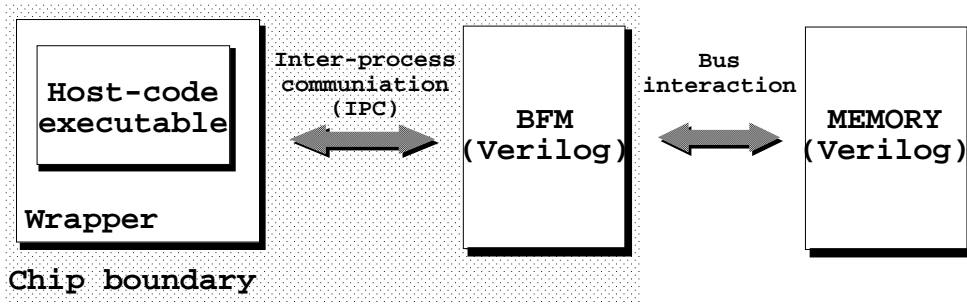 Host-code
executable
Wrapper
Chip boundary
Inter-process
communiation
(IPC)
BFM
(Verilog)
Bus
interaction
MEMORY
(Verilog)